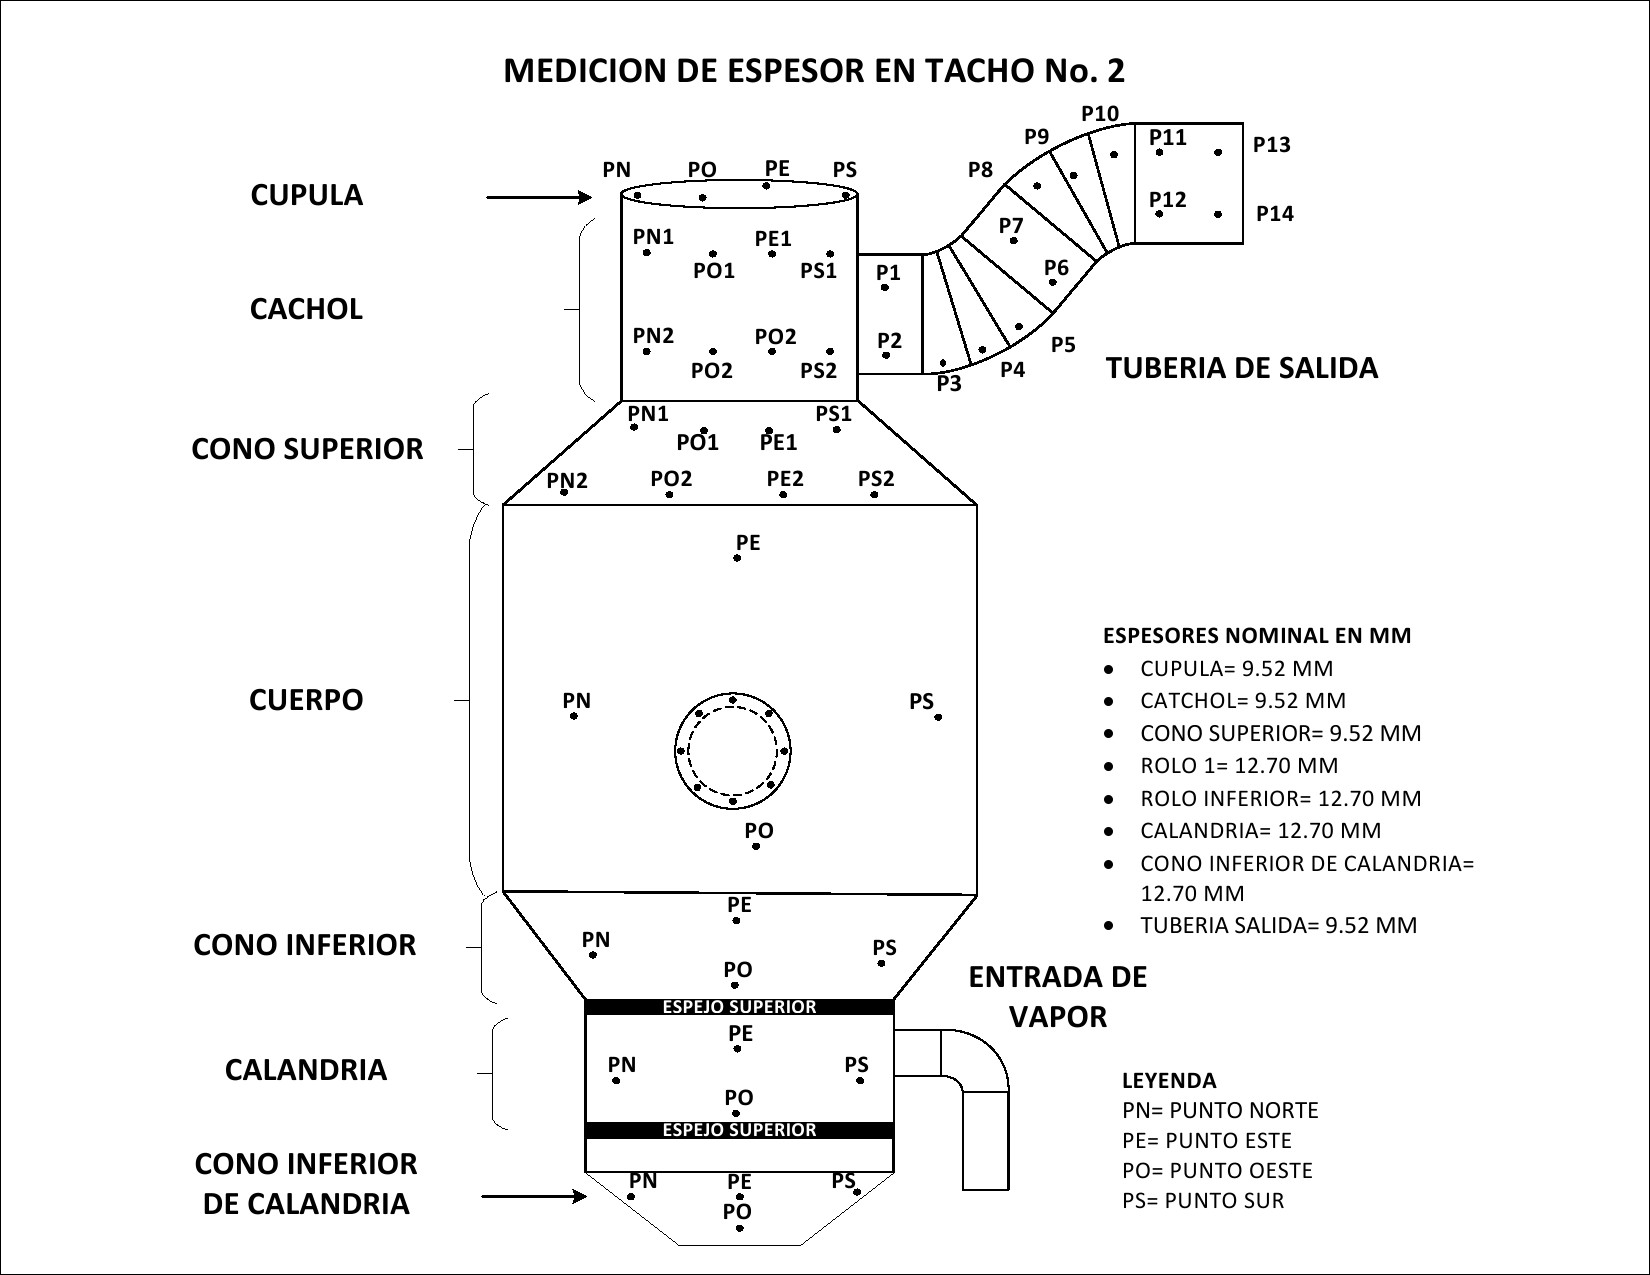 MEDICION DE ESPESOR EN TACHO No. 2
P10
P9
P11
P13
P8
PN
PO
PE
PS
CUPULA
P12
P14
P7
PN1
PE1
PO1
PS1
P1
P6
CACHOL
PN2
PO2
P2
P5
PO2
PS2
P3
P4
TUBERIA DE SALIDA
PN1
PS1
PO1
PE1
CONO SUPERIOR
PN2
PO2
PE2
PS2
PE
CUERPO
PN
PS
PO
ESPESORES NOMINAL EN MM
• CUPULA= 9.52 MM
• CATCHOL= 9.52 MM
• CONO SUPERIOR= 9.52 MM
• ROLO 1= 12.70 MM
• ROLO INFERIOR= 12.70 MM
• CALANDRIA= 12.70 MM
• CONO INFERIOR DE CALANDRIA=
12.70 MM
• TUBERIA SALIDA= 9.52 MM
PE
CONO INFERIOR
PN
PS
PO
ESPEJO SUPERIOR
ENTRADA DE
VAPOR
PE
CALANDRIA
PN
PS
PO
ESPEJO SUPERIOR
CONO INFERIOR
DE CALANDRIA
PN
PE
PS
PO
LEYENDA
PN= PUNTO NORTE
PE= PUNTO ESTE
PO= PUNTO OESTE
PS= PUNTO SUR